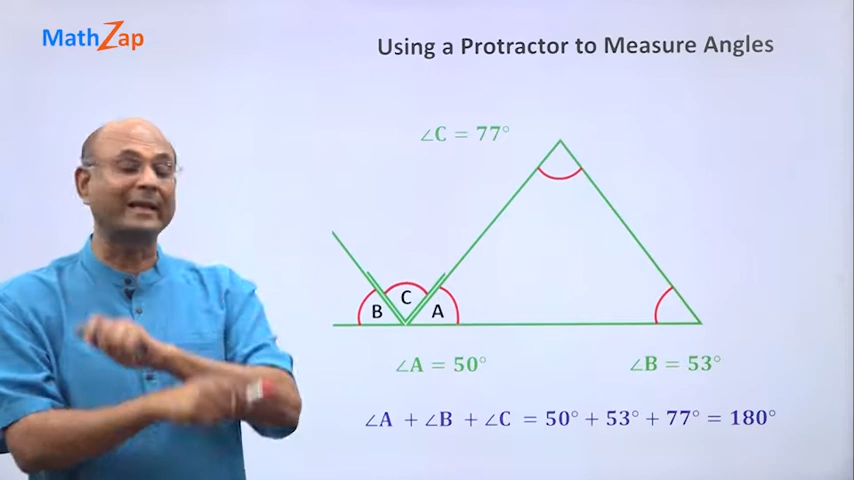 MathZap
Using a Protractor to Measure Angles
∠C = 77°
B
C
A
∠A = 50°
∠B = 53°
∠A + ∠B + ∠C = 50° + 53° + 77° = 180°